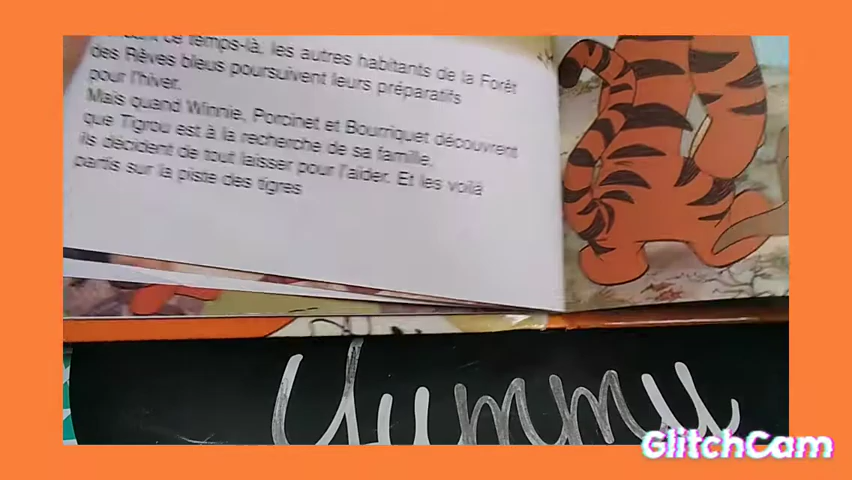 ce temps-là, les autres habitants de la Forêt
des Rêves bleus poursuivent leurs préparatifs
pour l'hiver.
Mais quand Winnie, Porcinet et Bourriquet découvrent
que Tigrou est à la recherche de sa famille,
ils décident de tout laisser pour l'aider. Et les voilà
partis sur la piste des tigres
Yummy
GlitchCam